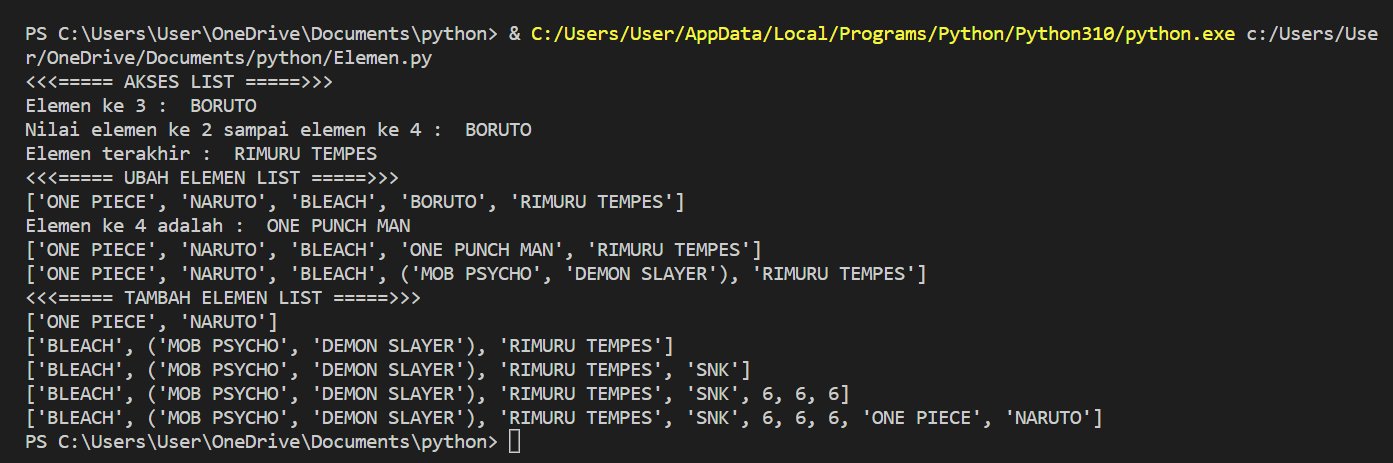 PS C:\Users\User\OneDrive\Documents\python> & C:/Users/User/AppData/Local/Programs/Python/Python310/python.exe c:/Users/Use
r/OneDrive/Documents/python/Elemen.py
<<<===== AKSES LIST =====>>>
Elemen ke 3 :  BORUTO
Nilai elemen ke 2 sampai elemen ke 4 :  BORUTO
Elemen terakhir :  RIMURU TEMPES
<<<===== UBAH ELEMEN LIST =====>>>
['ONE PIECE', 'NARUTO', 'BLEACH', 'BORUTO', 'RIMURU TEMPES']
Elemen ke 4 adalah :  ONE PUNCH MAN
['ONE PIECE', 'NARUTO', 'BLEACH', 'ONE PUNCH MAN', 'RIMURU TEMPES']
['ONE PIECE', 'NARUTO', 'BLEACH', ('MOB PSYCHO', 'DEMON SLAYER'), 'RIMURU TEMPES']
<<<===== TAMBAH ELEMEN LIST =====>>>
['ONE PIECE', 'NARUTO']
['BLEACH', ('MOB PSYCHO', 'DEMON SLAYER'), 'RIMURU TEMPES']
['BLEACH', ('MOB PSYCHO', 'DEMON SLAYER'), 'RIMURU TEMPES', 'SNK']
['BLEACH', ('MOB PSYCHO', 'DEMON SLAYER'), 'RIMURU TEMPES', 'SNK', 6, 6, 6]
['BLEACH', ('MOB PSYCHO', 'DEMON SLAYER'), 'RIMURU TEMPES', 'SNK', 6, 6, 6, 'ONE PIECE', 'NARUTO']
PS C:\Users\User\OneDrive\Documents\python>